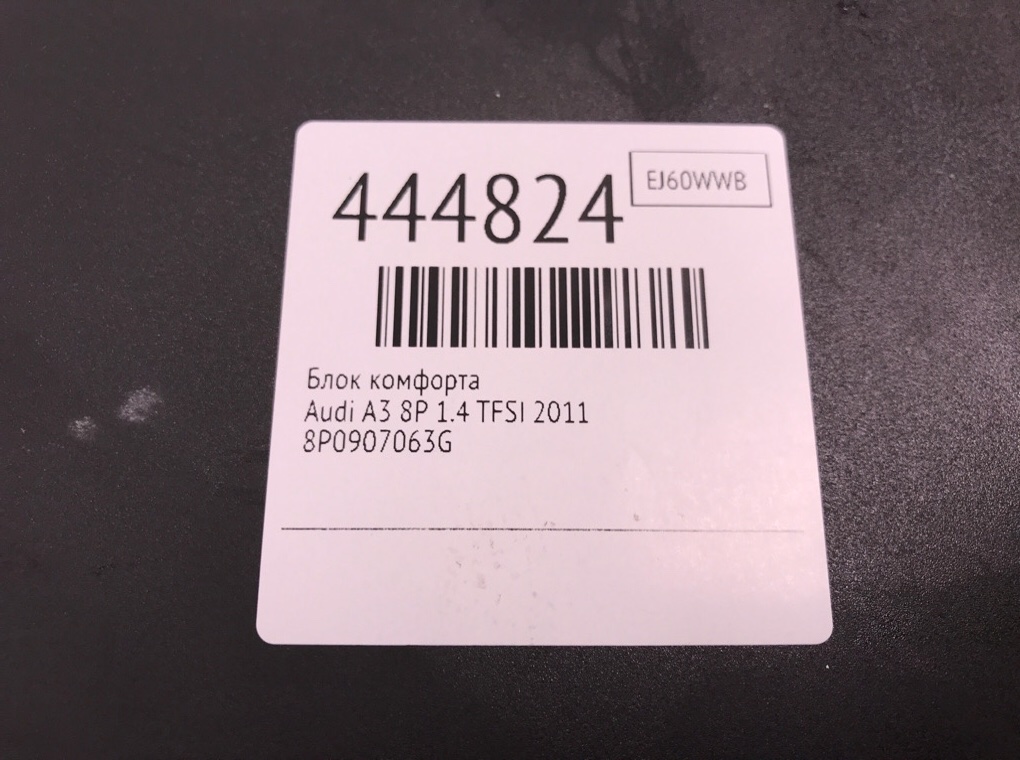 444824
EJ60WWB
Блок комфорта
Audi A3 8P 1.4 TFSI 2011
8P0907063G